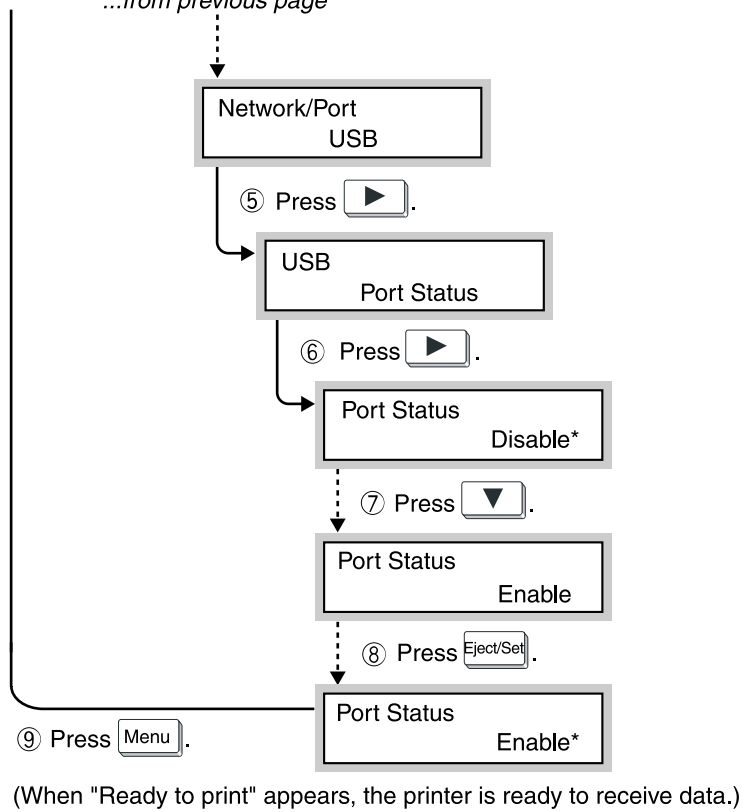 ...from previous page
Network/Port
USB
⑤ Press ▶.
USB
Port Status
⑥ Press ▶.
Port Status
Disable*
⑦ Press ▼.
Port Status
Enable
⑧ Press Eject/Set.
Port Status
Enable*
⑨ Press Menu.
(When "Ready to print" appears, the printer is ready to receive data.)